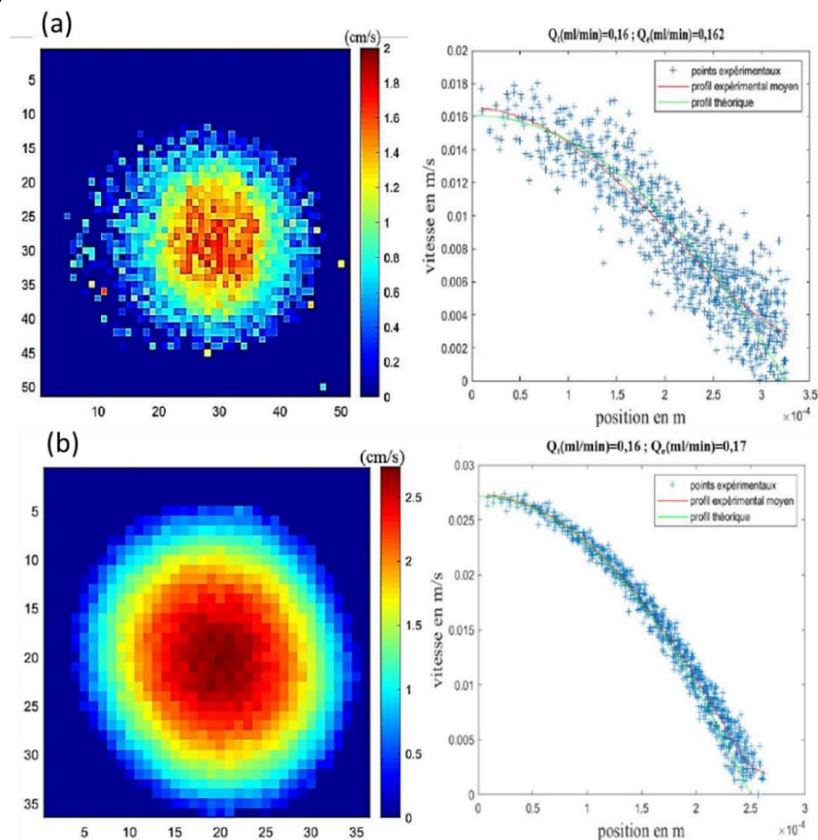 (a)
(cm/s)
2
1.8
1.6
1.4
1.2
1
0.8
0.6
0.4
0.2
0
5
10
15
20
25
30
35
40
45
50
10 20 30 40 50
Qt(ml/min)=0,16 ; Qe(ml/min)=0,162
points expérimentaux
profil expérimental moyen
profil théorique
0.02
0.018
0.016
0.014
0.012
0.01
0.008
0.006
0.004
0.002
0
vitesse en m/s
0 0.5 1 1.5 2 2.5 3 3.5
position en m
×10⁻⁴
(b)
(cm/s)
2.5
2
1.5
1
0.5
0
5
10
15
20
25
30
35
5 10 15 20 25 30 35
Qt(ml/min)=0,16 ; Qe(ml/min)=0,17
points expérimentaux
profil expérimental moyen
profil théorique
0.03
0.025
0.02
0.015
0.01
0.005
0
vitesse en m/s
0 0.5 1 1.5 2 2.5 3
position en m
×10⁻⁴